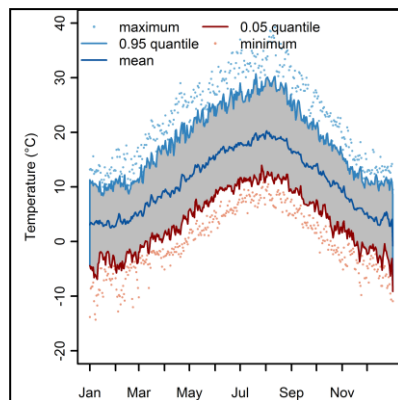 maximum 0.05 quantile
0.95 quantile minimum
mean
Temperature (°C)
40
30
20
10
0
-10
-20
Jan Mar May Jul Sep Nov